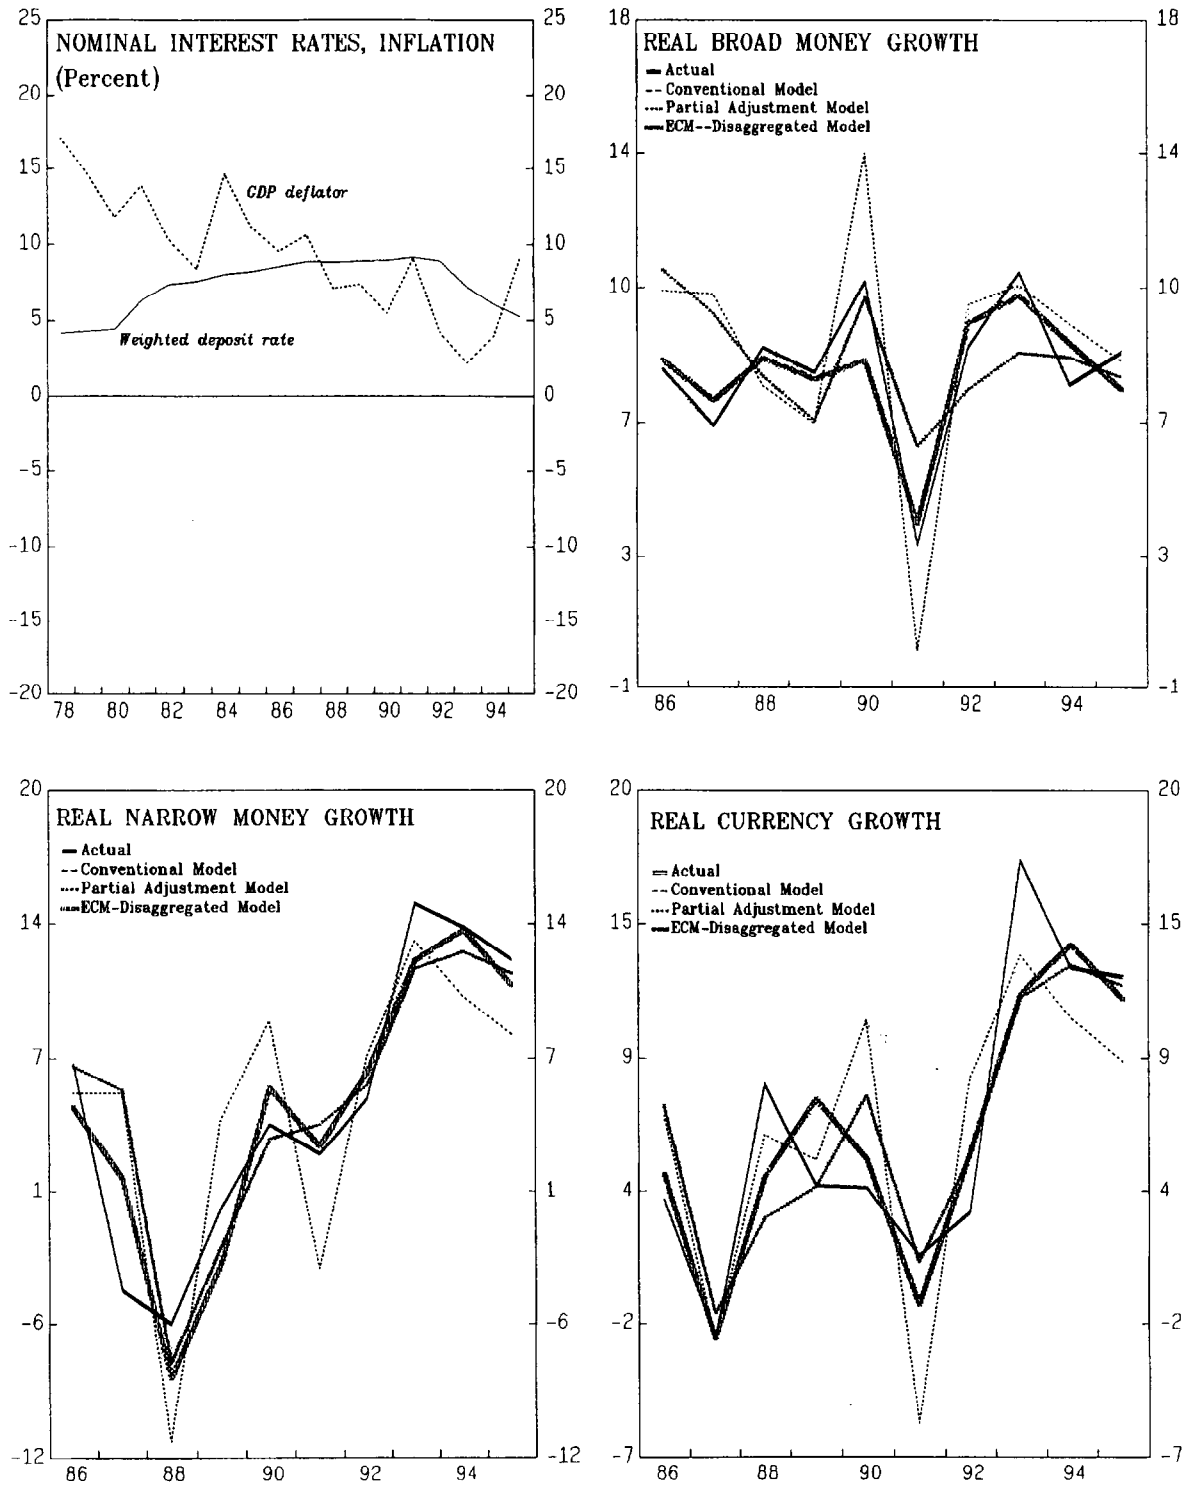 NOMINAL INTEREST RATES, INFLATION
(Percent)
25
20
15
10
5
0
-5
-10
-15
-20
25
20
15
10
5
0
-5
-10
-15
-20
GDP deflator
Weighted deposit rate
78 80 82 84 86 88 90 92 94
REAL BROAD MONEY GROWTH
Actual
Conventional Model
Partial Adjustment Model
ECM--Disaggregated Model
18
14
10
7
3
-1
18
14
10
7
3
-1
86 88 90 92 94
REAL NARROW MONEY GROWTH
Actual
Conventional Model
Partial Adjustment Model
ECM-Disaggregated Model
20
14
7
1
-6
-12
20
14
7
1
-6
-12
86 88 90 92 94
REAL CURRENCY GROWTH
Actual
Conventional Model
Partial Adjustment Model
ECM-Disaggregated Model
20
15
9
4
-2
-7
20
15
9
4
-2
-7
86 88 90 92 94